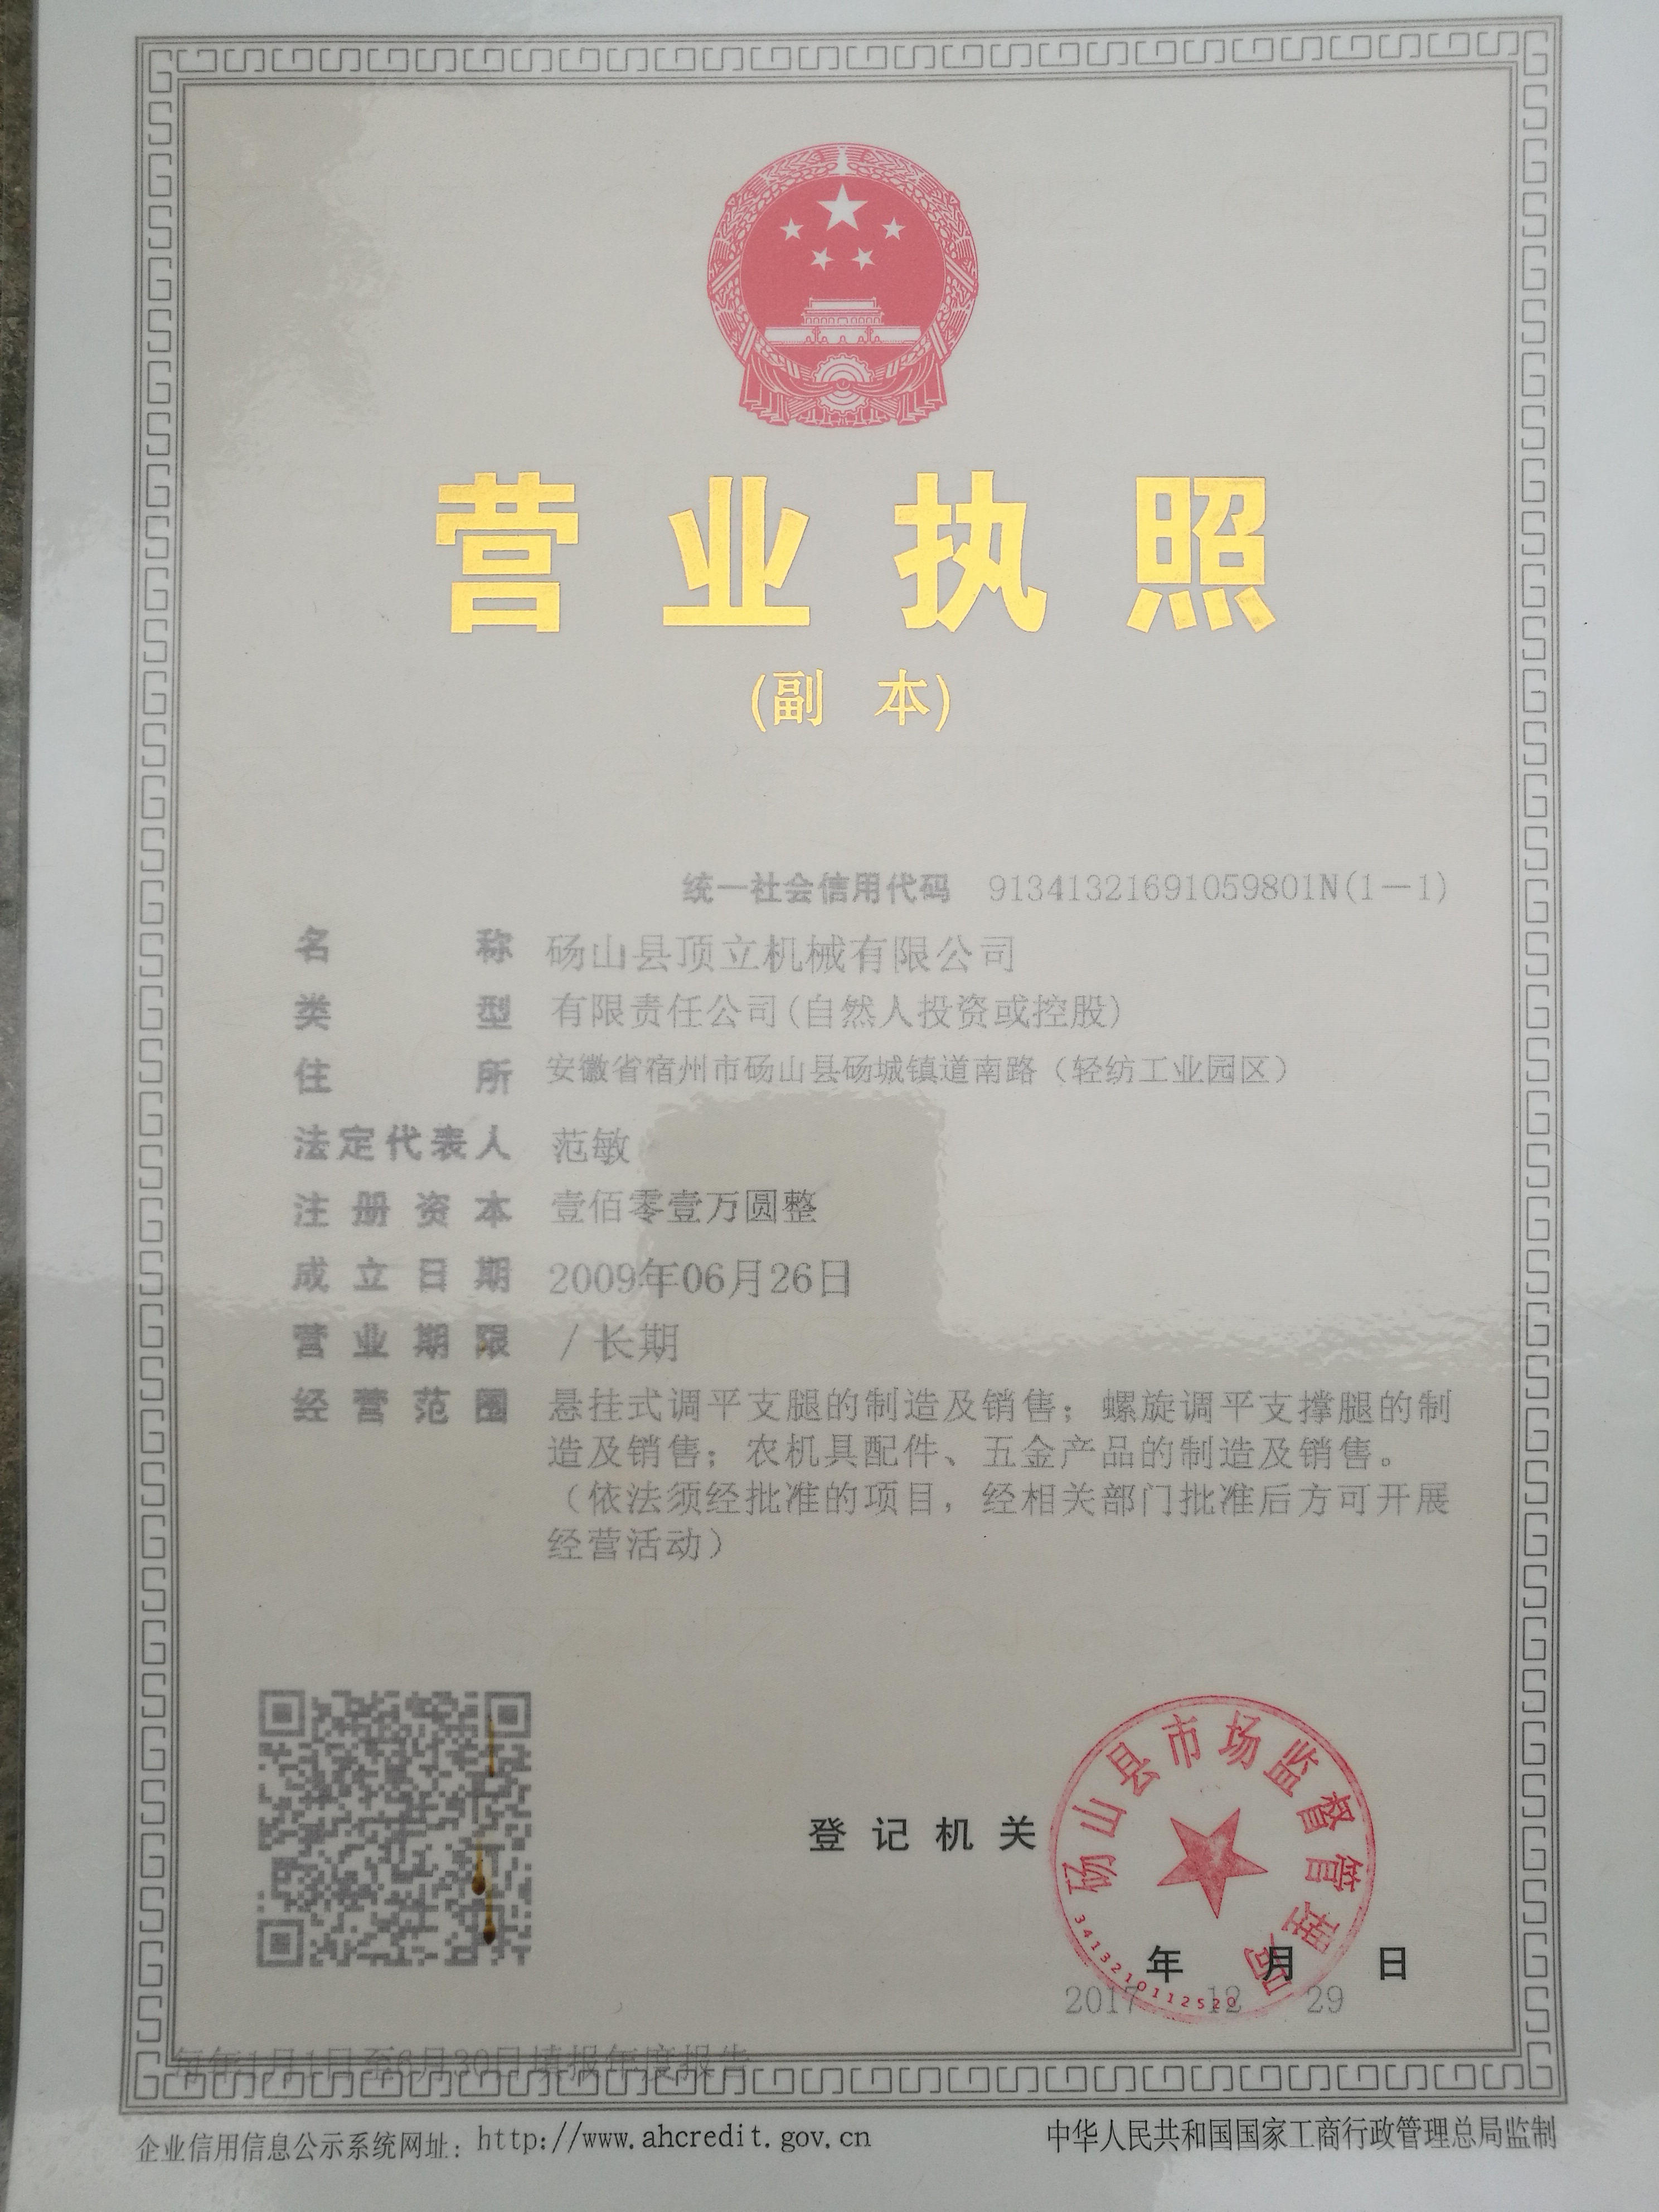 营业执照
(副 本)
统一社会信用代码 91341321691059801N(1-1)
名 称 砀山县顶立机械有限公司
类 型 有限责任公司(自然人投资或控股)
住 所 安徽省宿州市砀山县砀城镇道南路（轻纺工业园区）
法定代表人 范敏
注册资本 壹佰零壹万圆整
成立日期 2009年06月26日
营业期限 / 长期
经营范围 悬挂式调平支腿的制造及销售；螺旋调平支撑腿的制
造及销售；农机具配件、五金产品的制造及销售。
（依法须经批准的项目，经相关部门批准后方可开展
经营活动）
砀山县市场监督管理局
登记机关
3413210112520
年 月 日
2017 12 29
每年1月1日至6月30日填报年度报告
企业信用信息公示系统网址：http://www.ahcredit.gov.cn
中华人民共和国国家工商行政管理总局监制